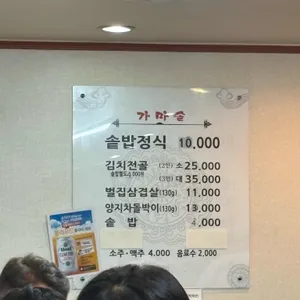 가마솥
솥밥정식 10,000
김치전골 (2인) 소 25,000
(3인) 대 35,000
벌집삼겹살 (130g) 11,000
양지차돌박이 (130g) 13,000
솥 밥 4,000
소주·맥주 4,000 음료수 2,000